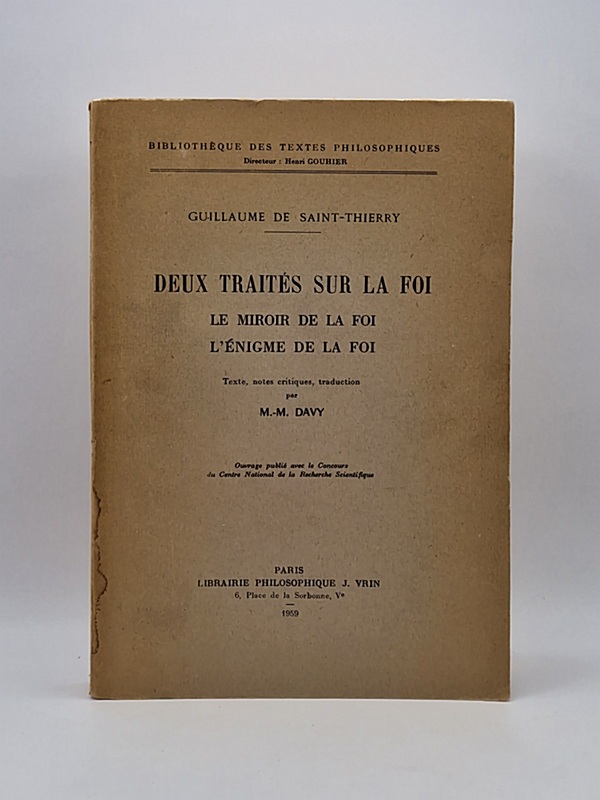 BIBLIOTHÈQUE DES TEXTES PHILOSOPHIQUES
Directeur : Henri GOUHIER
GUILLAUME DE SAINT-THIERRY
DEUX TRAITÉS SUR LA FOI
LE MIROIR DE LA FOI
L'ÉNIGME DE LA FOI
Texte, notes critiques, traduction
par
M.-M. DAVY
Ouvrage publié avec le Concours
du Centre National de la Recherche Scientifique
PARIS
LIBRAIRIE PHILOSOPHIQUE J. VRIN
6, Place de la Sorbonne, Ve
1959